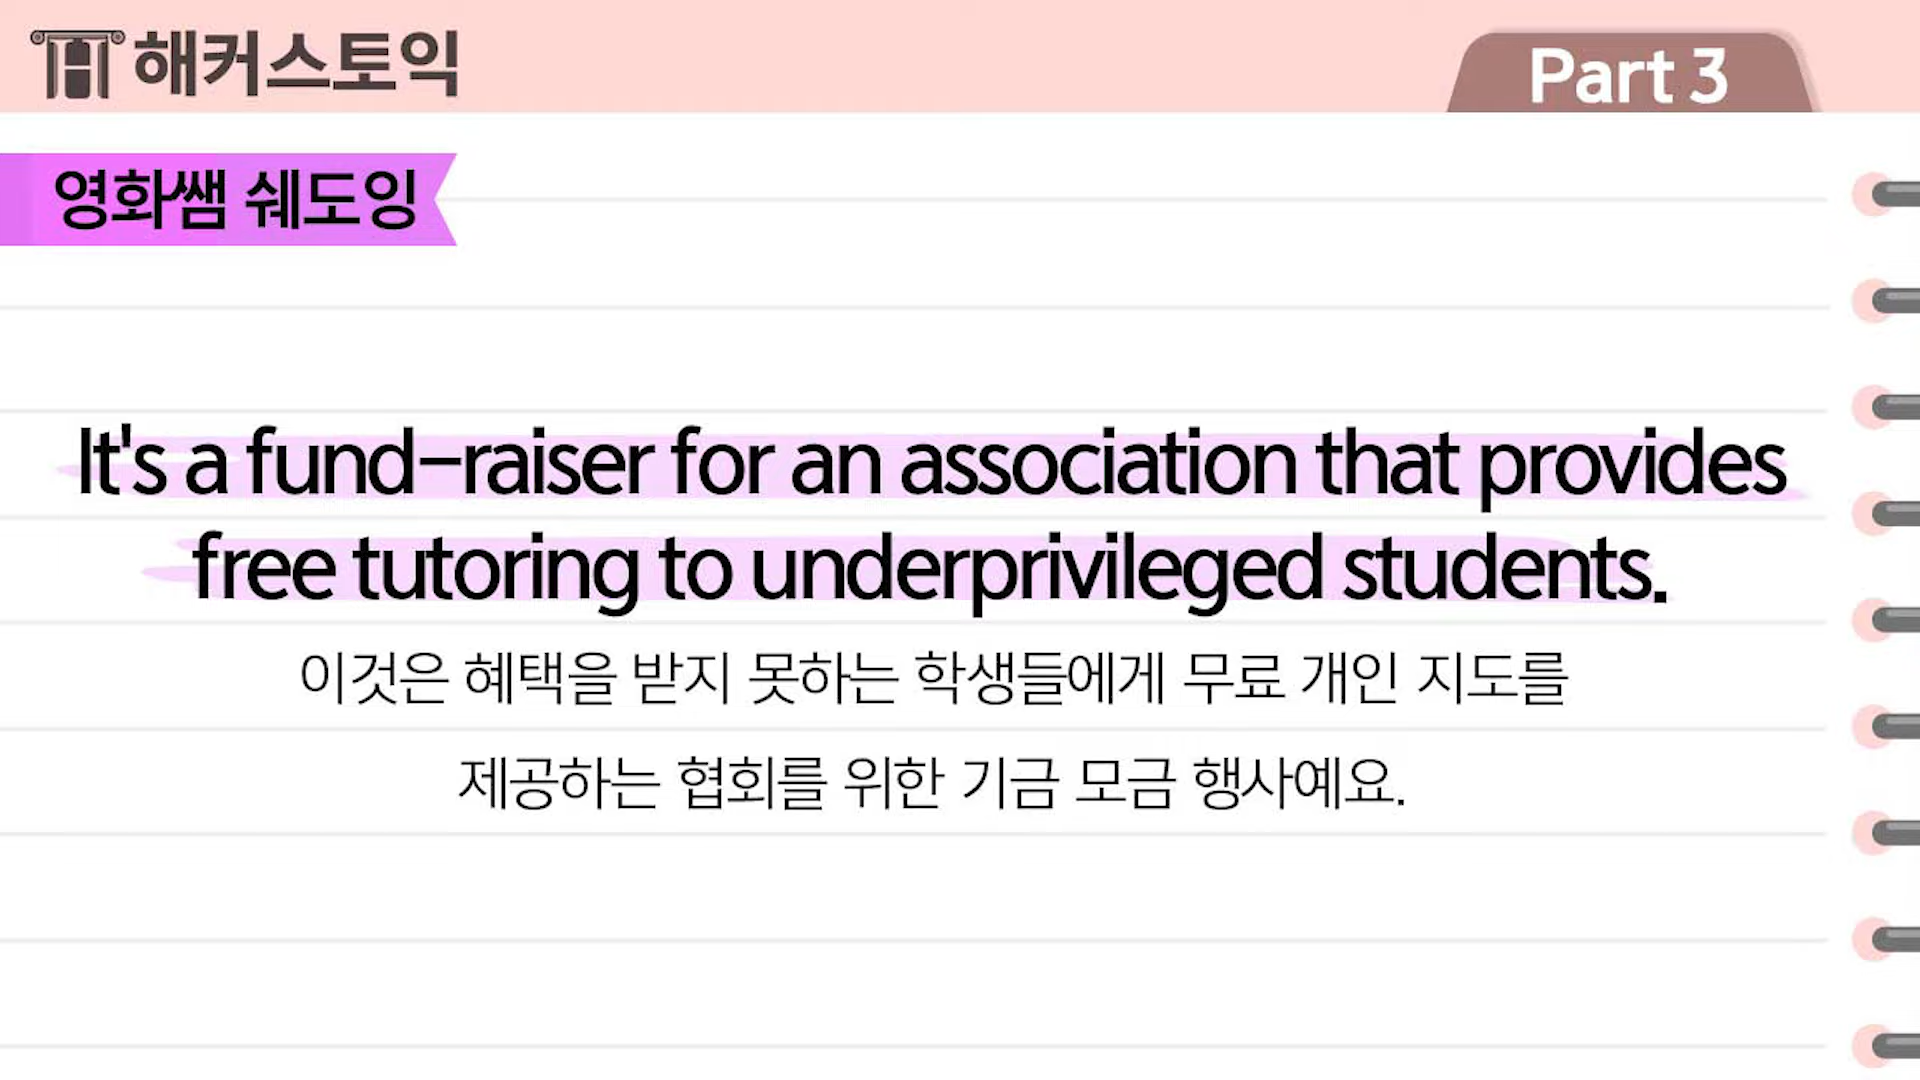 해커스토익
Part 3
영화쌤 쉐도잉
It's a fund-raiser for an association that provides
free tutoring to underprivileged students.
이것은 혜택을 받지 못하는 학생들에게 무료 개인 지도를
제공하는 협회를 위한 기금 모금 행사예요.